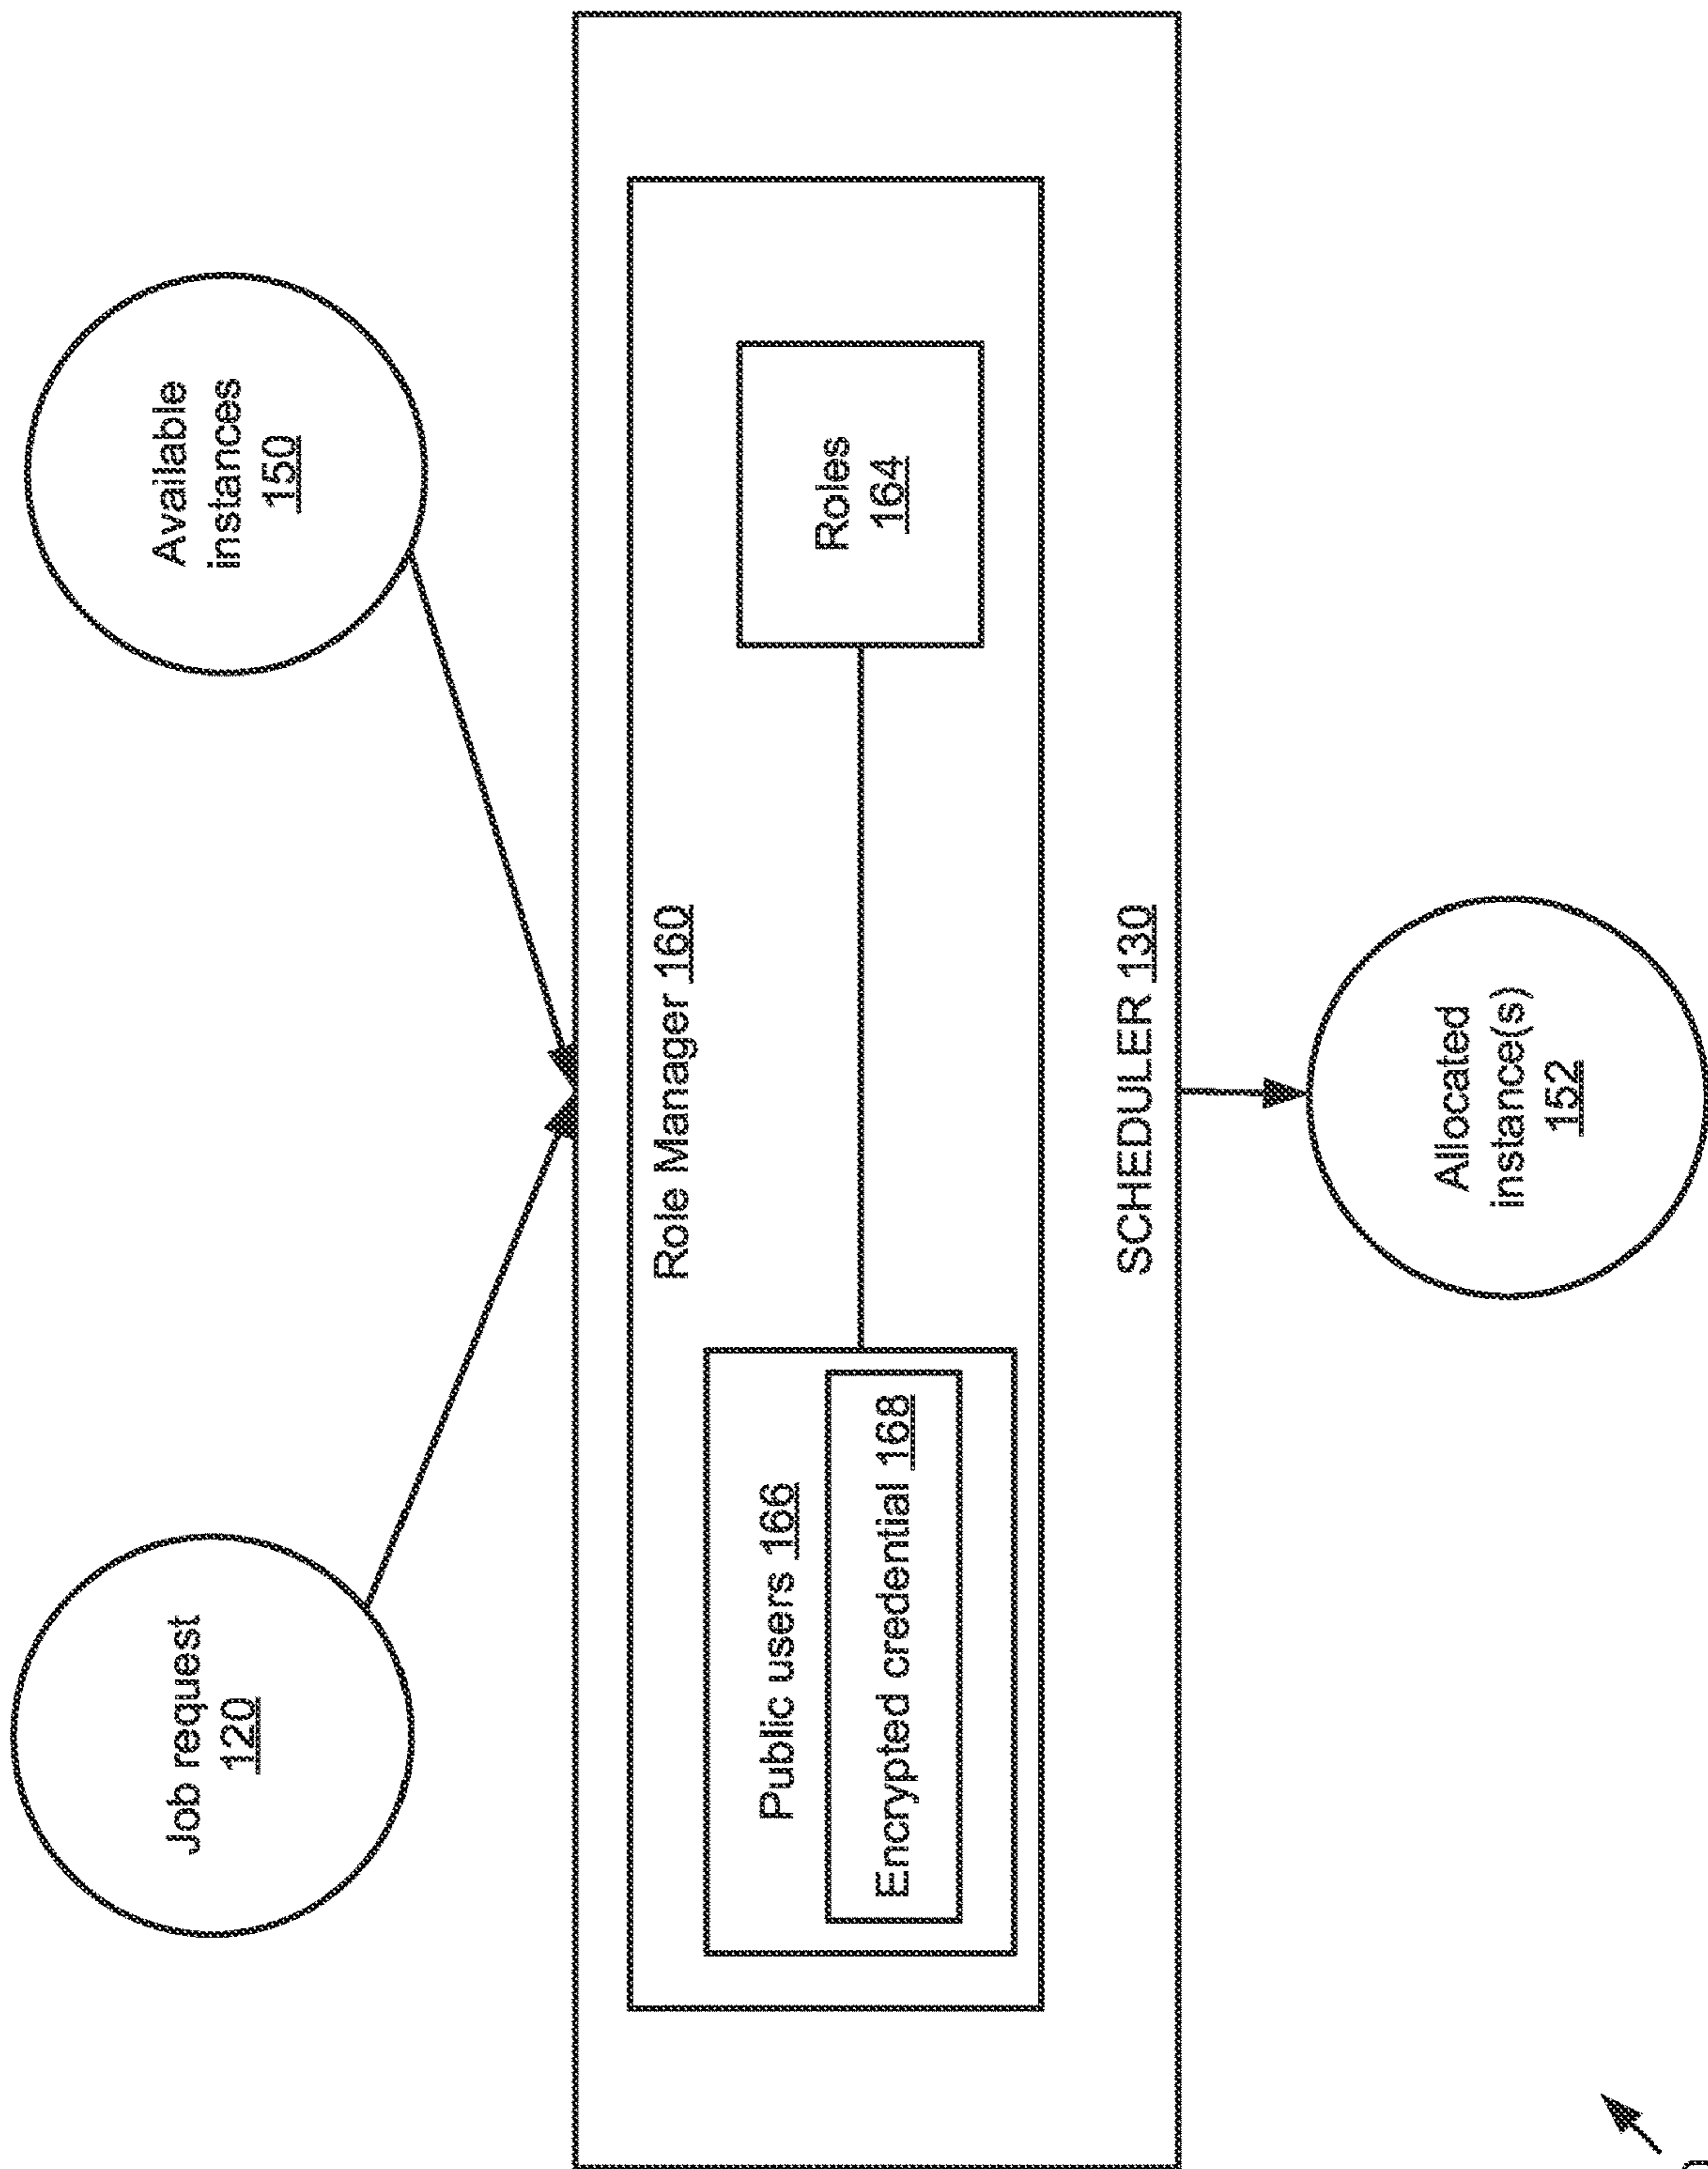 Job request
120
Available
instances
150
Role Manager 160
Public users 166
Encrypted credential 168
Roles
164
SCHEDULER 130
Allocated
instance(s)
152